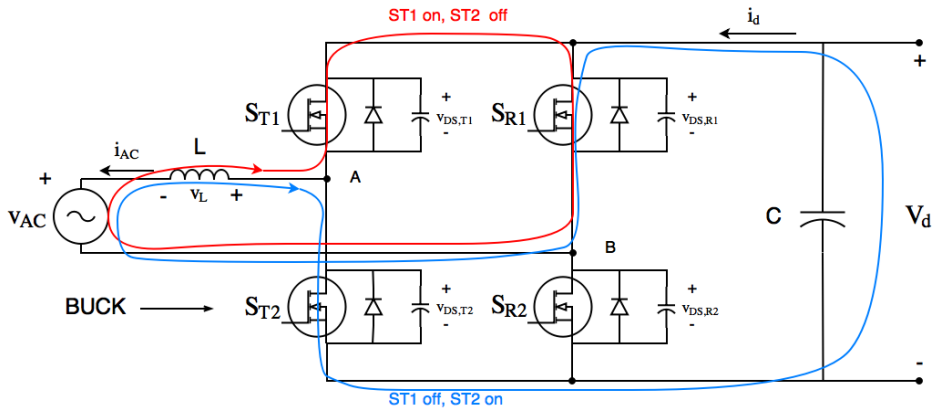 ST1 on, ST2 off
id
+
ST1
+
vDS,T1
-
SR1
+
vDS,R1
-
iAC
L
A
+
- vL +
vAC
C
Vd
B
BUCK
ST2
+
vDS,T2
-
SR2
+
vDS,R2
-
-
ST1 off, ST2 on